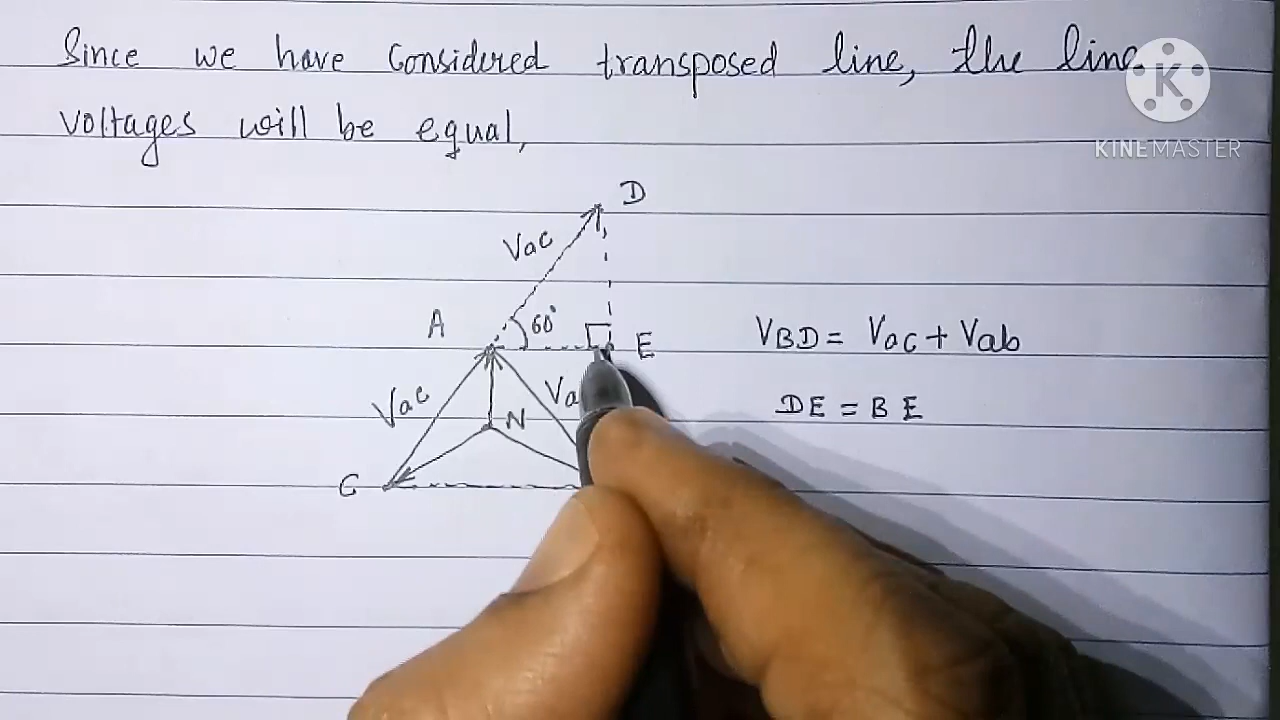 Since we have Considered transposed line, the line
voltages will be equal,
K
KINEMASTER
D
Vac
A
60°
E
VBD = Vac + Vab
Vac
DE = BE
N
C